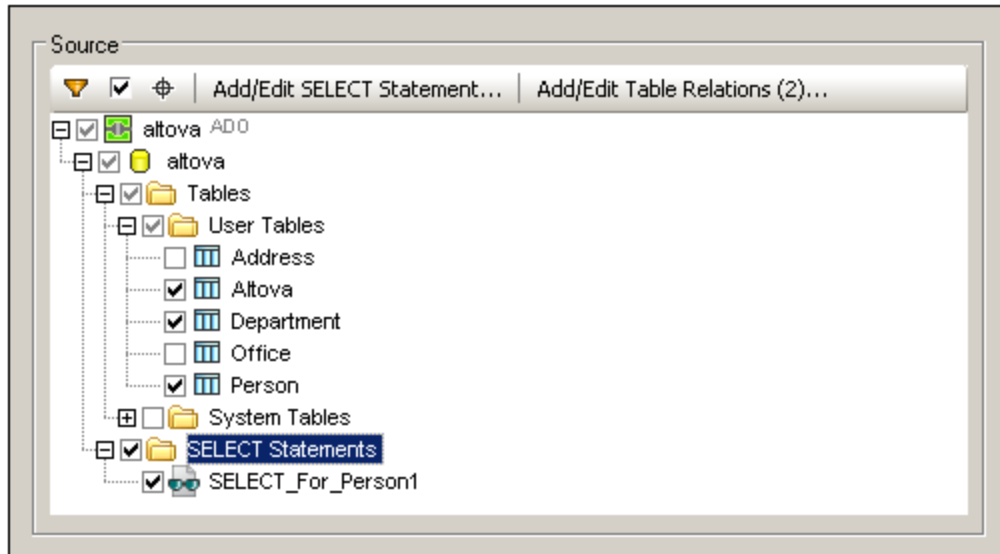 Source
Add/Edit SELECT Statement... Add/Edit Table Relations (2)...
altova ADO
altova
Tables
User Tables
Address
Altova
Department
Office
Person
System Tables
SELECT Statements
SELECT_For_Person1